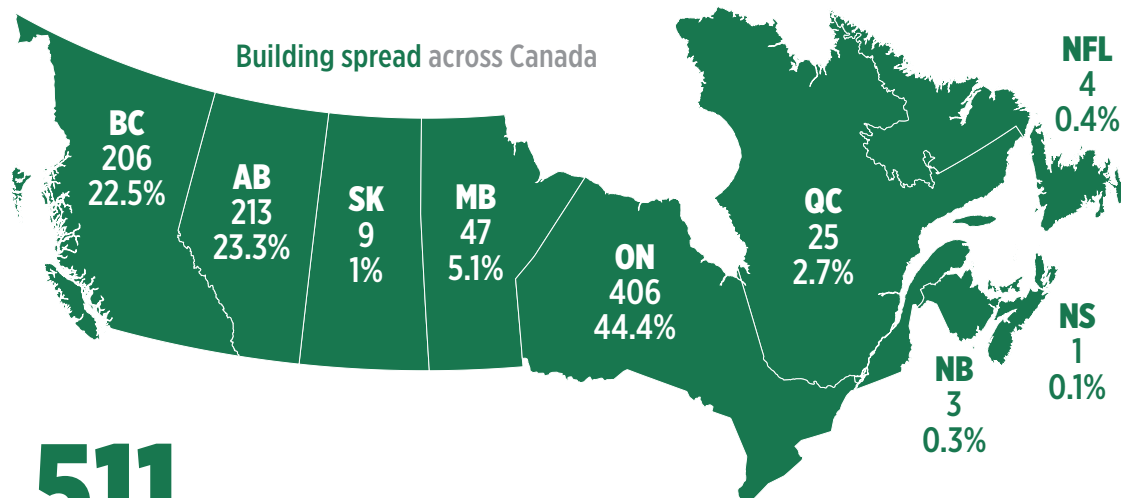 Building spread across Canada
BC
206
22.5%
AB
213
23.3%
SK
9
1%
MB
47
5.1%
ON
406
44.4%
QC
25
2.7%
NFL
4
0.4%
NS
1
0.1%
NB
3
0.3%
511